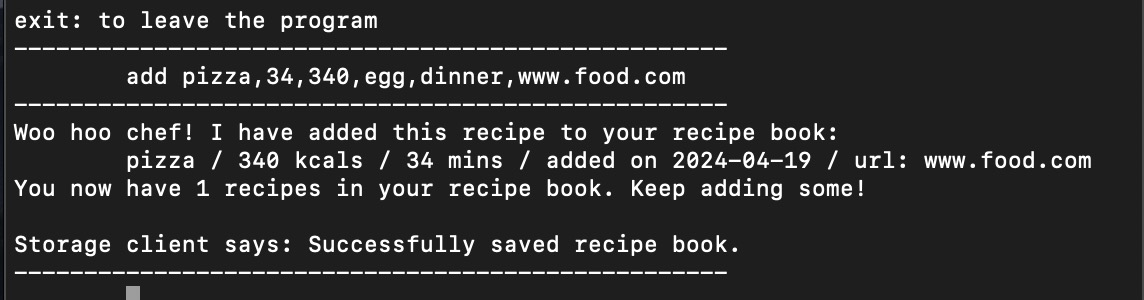 exit: to leave the program
---------------------------------------------------
add pizza,34,340,egg,dinner,www.food.com
---------------------------------------------------
Woo hoo chef! I have added this recipe to your recipe book:
pizza / 340 kcals / 34 mins / added on 2024-04-19 / url: www.food.com
You now have 1 recipes in your recipe book. Keep adding some!
Storage client says: Successfully saved recipe book.
---------------------------------------------------